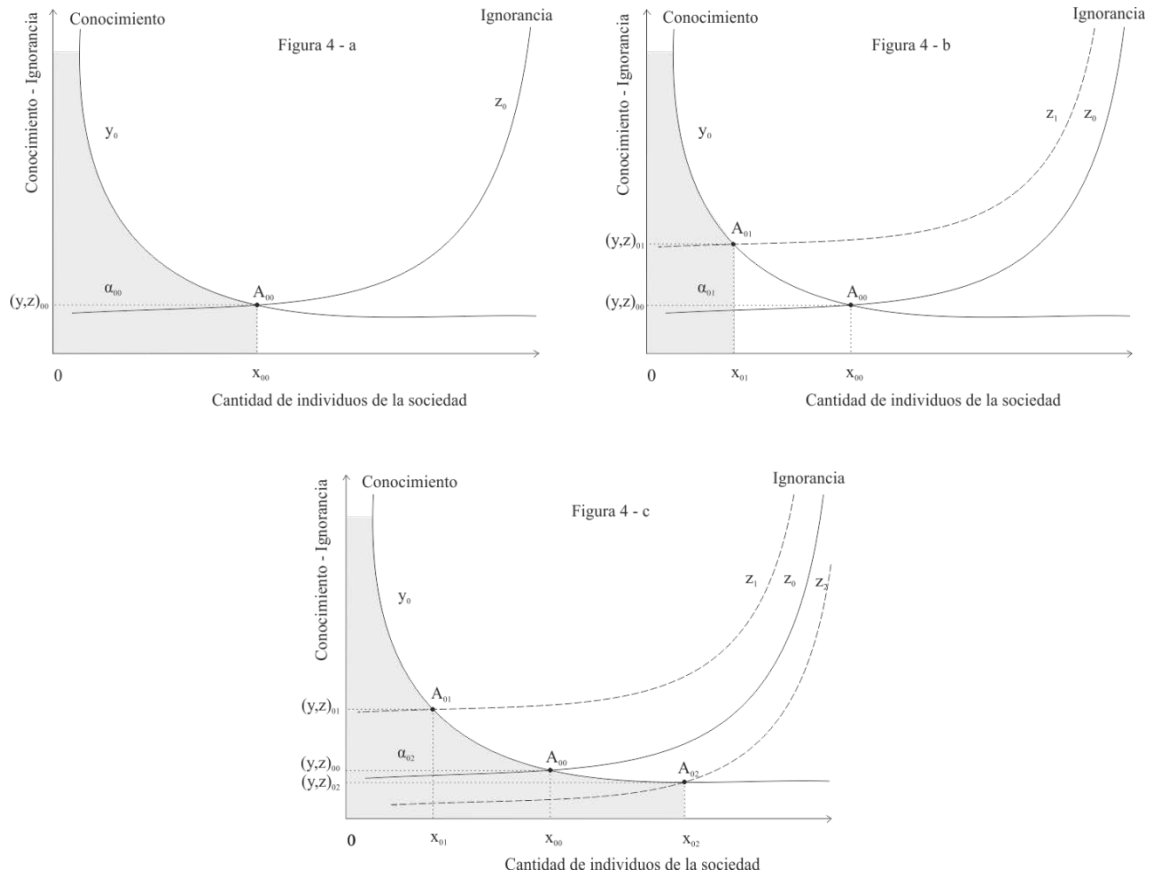 Conocimiento
Ignorancia
Figura 4 - a
Conocimiento - Ignorancia
z₀
y₀
α₀₀
A₀₀
(y,z)₀₀
0
x₀₀
Cantidad de individuos de la sociedad
Conocimiento
Ignorancia
Figura 4 - b
Conocimiento - Ignorancia
z₁
z₀
y₀
A₀₁
(y,z)₀₁
α₀₁
A₀₀
(y,z)₀₀
0
x₀₁
x₀₀
Cantidad de individuos de la sociedad
Conocimiento
Ignorancia
Figura 4 - c
Conocimiento - Ignorancia
z₁
z₀
z₂
y₀
A₀₁
(y,z)₀₁
α₀₂
A₀₀
(y,z)₀₀
A₀₂
(y,z)₀₂
0
x₀₁
x₀₀
x₀₂
Cantidad de individuos de la sociedad